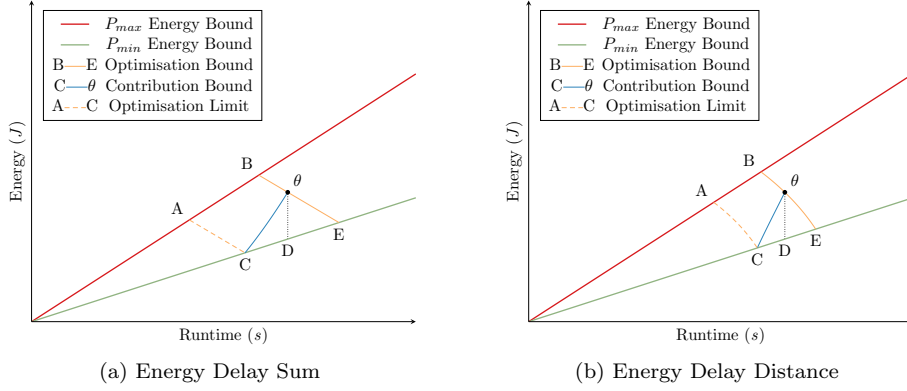 P_max Energy Bound
P_min Energy Bound
B E Optimisation Bound
C θ Contribution Bound
A C Optimisation Limit
Energy (J)
B
θ
A
E
C
D
Runtime (s)
(a) Energy Delay Sum
P_max Energy Bound
P_min Energy Bound
B E Optimisation Bound
C θ Contribution Bound
A C Optimisation Limit
Energy (J)
B
θ
A
E
C
D
Runtime (s)
(b) Energy Delay Distance